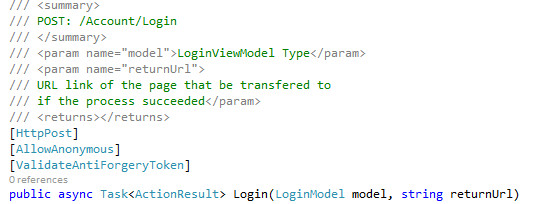 /// <summary>
/// POST: /Account/Login
/// </summary>
/// <param name="model">LoginViewModel Type</param>
/// <param name="returnUrl">
/// URL link of the page that be transfered to
/// if the process succeeded</param>
/// <returns></returns>
[HttpPost]
[AllowAnonymous]
[ValidateAntiForgeryToken]
0 references
public async Task<ActionResult> Login(LoginModel model, string returnUrl)